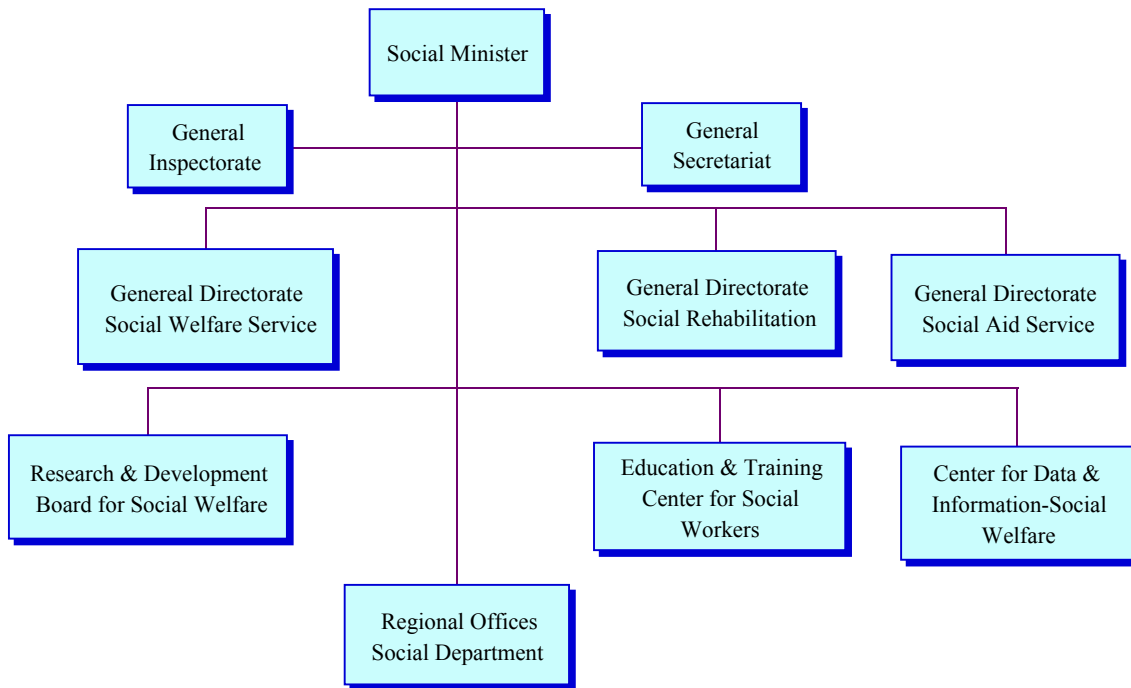 Social Minister
General
Inspectorate
General
Secretariat
Genereal Directorate
Social Welfare Service
General Directorate
Social Rehabilitation
General Directorate
Social Aid Service
Research & Development
Board for Social Welfare
Education & Training
Center for Social
Workers
Center for Data &
Information-Social
Welfare
Regional Offices
Social Department